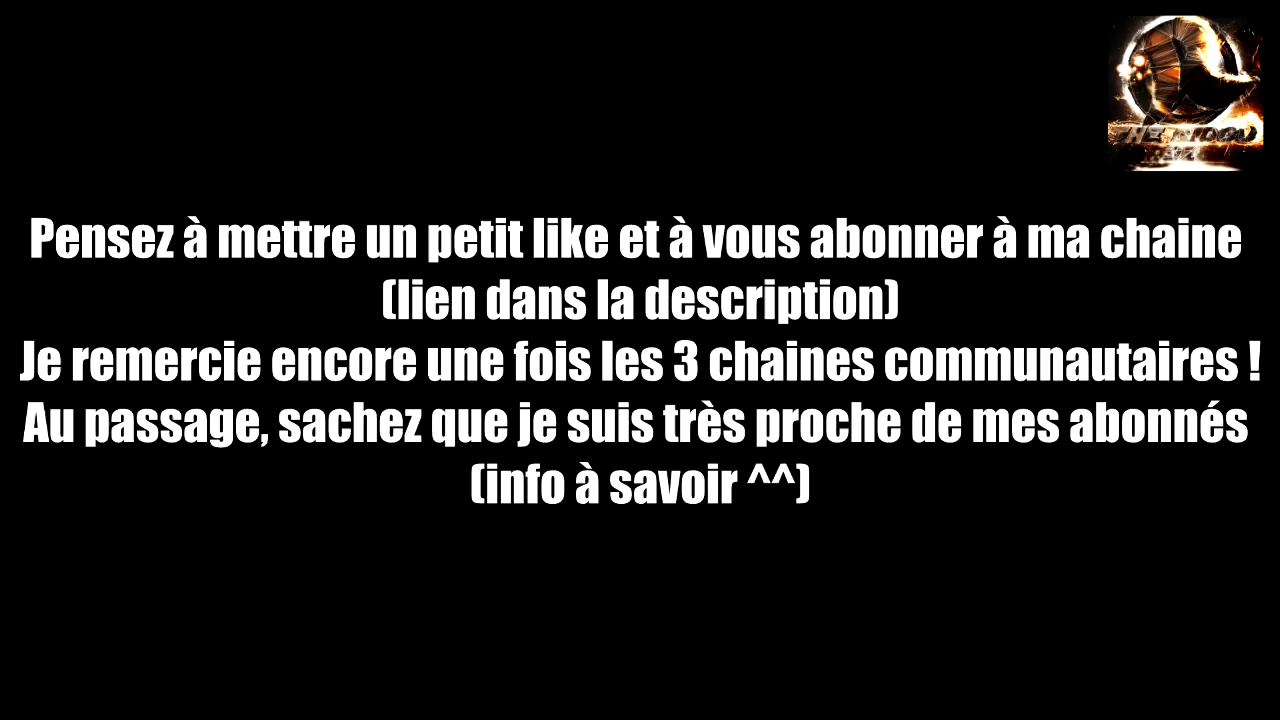 Pensez à mettre un petit like et à vous abonner à ma chaine
(lien dans la description)
Je remercie encore une fois les 3 chaines communautaires !
Au passage, sachez que je suis très proche de mes abonnés
(info à savoir ^^)